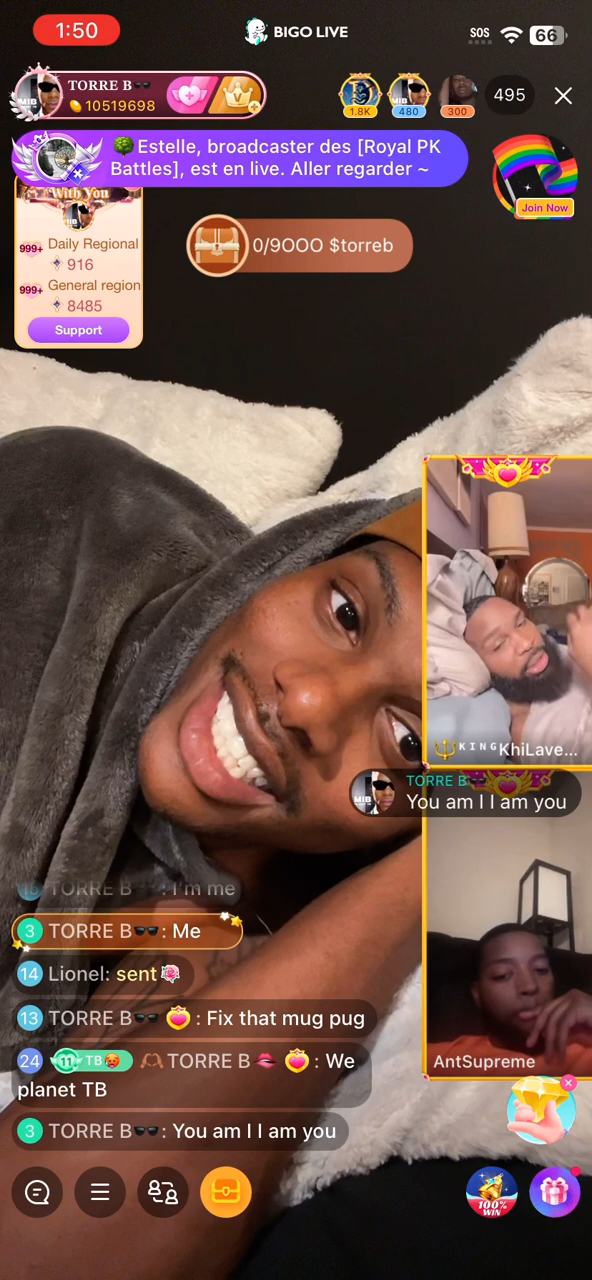 1:50
BIGO LIVE
SOS
66
TORRE B🕶️
10519698
1.8K
480
300
495
🌳Estelle, broadcaster des [Royal PK
Battles], est en live. Aller regarder ~
Join Now
With You
999+ Daily Regional
916
999+ General region
8485
Support
0/9OOO $torreb
ᴷᴵᴺᴳKhiLave...
MIB
TORRE B🕶️
You am I I am you
TORRE B🕶️: I'm me
3 TORRE B🕶️: Me
14 Lionel: sent🌹
13 TORRE B🕶️ : Fix that mug pug
24 11 TB🥵 🫶🏾TORRE B🫦 : We
planet TB
3 TORRE B🕶️: You am I I am you
AntSupreme
100%
WIN